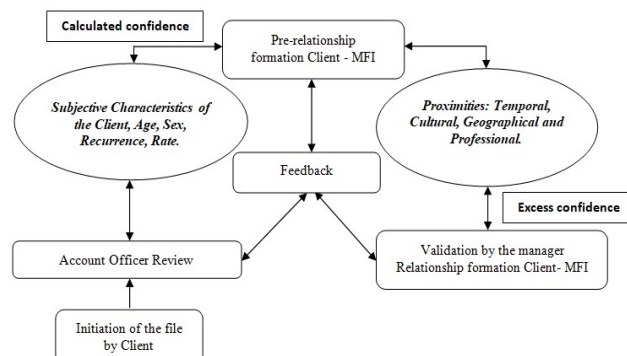 Calculated confidence
Pre-relationship
formation Client - MFI
Subjective Characteristics of
the Client, Age, Sex,
Recurrence, Rate.
Proximities: Temporal,
Cultural, Geographical and
Professional.
Feedback
Excess confidence
Account Officer Review
Validation by the manager
Relationship formation Client- MFI
Initiation of the file
by Client